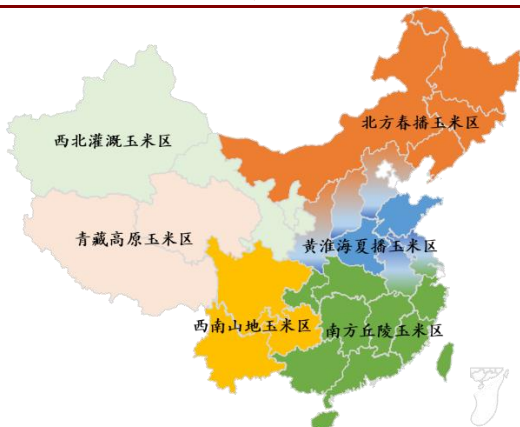 北方春播玉米区
西北灌溉玉米区
青藏高原玉米区
黄淮海夏播玉米区
西南山地玉米区
南方丘陵玉米区